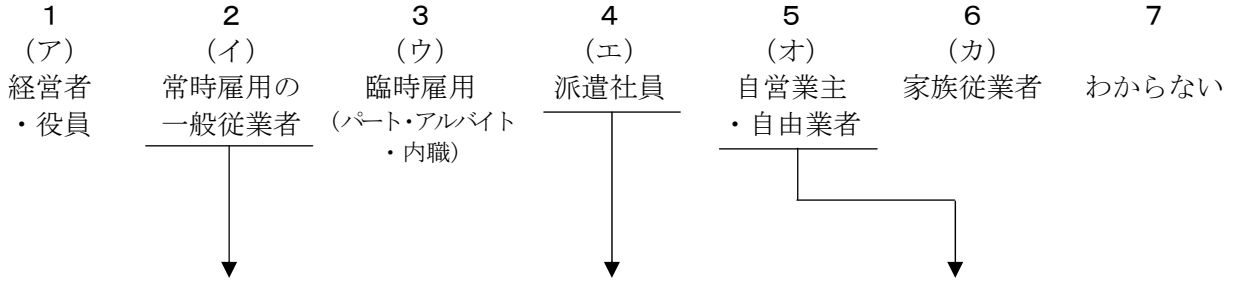 1 2 3 4 5 6 7
(ア) (イ) (ウ) (エ) (オ) (カ)
経営者 常時雇用の 臨時雇用 派遣社員 自営業主 家族従業者 わからない
・役員 一般従業者 (パート・アルバイト ・自由業者
・内職)